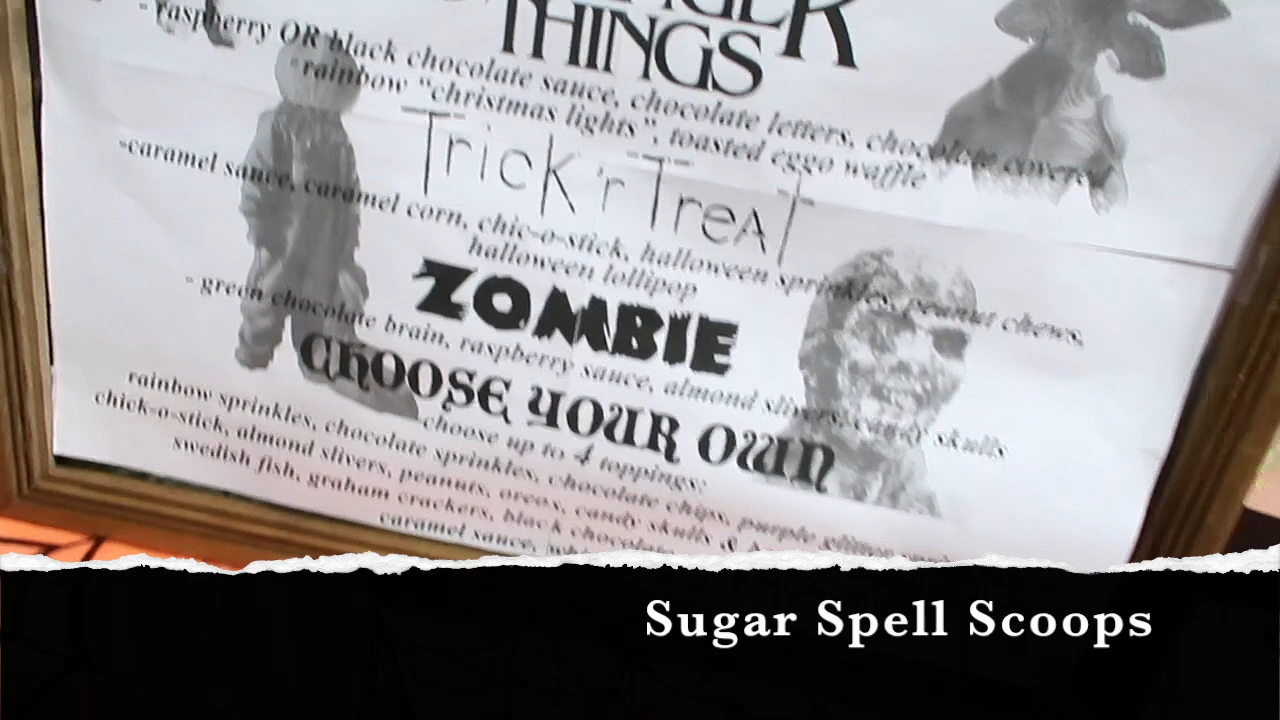 THINGS
-raspberry OR black chocolate sauce, chocolate letters, chocolate covered
-rainbow "christmas lights", toasted eggo waffle
Trick 'r Treat
-caramel sauce, caramel corn, chic-o-stick, halloween sprinkles, peanut chews,
halloween lollipop
ZOMBIE
- green chocolate brain, raspberry sauce, almond slivers, candy skulls
CHOOSE YOUR OWN
-choose up to 4 toppings:
rainbow sprinkles, chocolate sprinkles, chocolate chips, purple
chick-o-stick, almond slivers, peanuts, oreos, candy skulls &
swedish fish, graham crackers, black chocolate
caramel sauce,
Sugar Spell Scoops